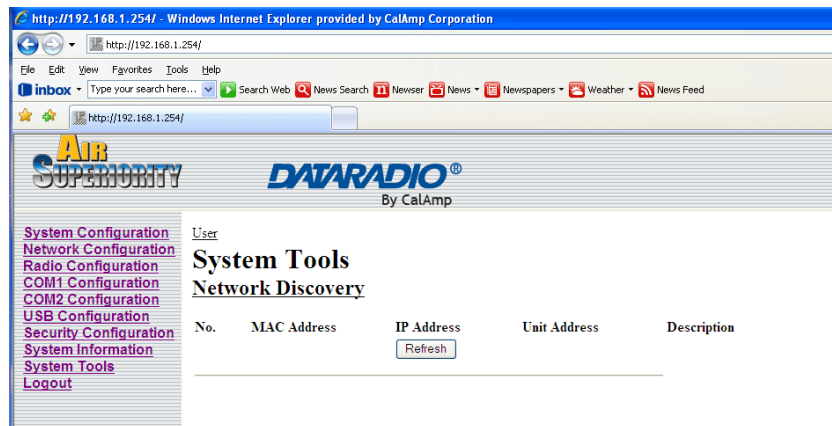 http://192.168.1.254/ - Windows Internet Explorer provided by CalAmp Corporation
http://192.168.1.254/
File Edit View Favorites Tools Help
inbox Type your search here... Search Web News Search Newser News Newspapers Weather News Feed
http://192.168.1.254/
AIR SUPERIORITY
DATARADIO®
By CalAmp
System Configuration
Network Configuration
Radio Configuration
COM1 Configuration
COM2 Configuration
USB Configuration
Security Configuration
System Information
System Tools
Logout
User
System Tools
Network Discovery
No. MAC Address IP Address Unit Address Description
Refresh